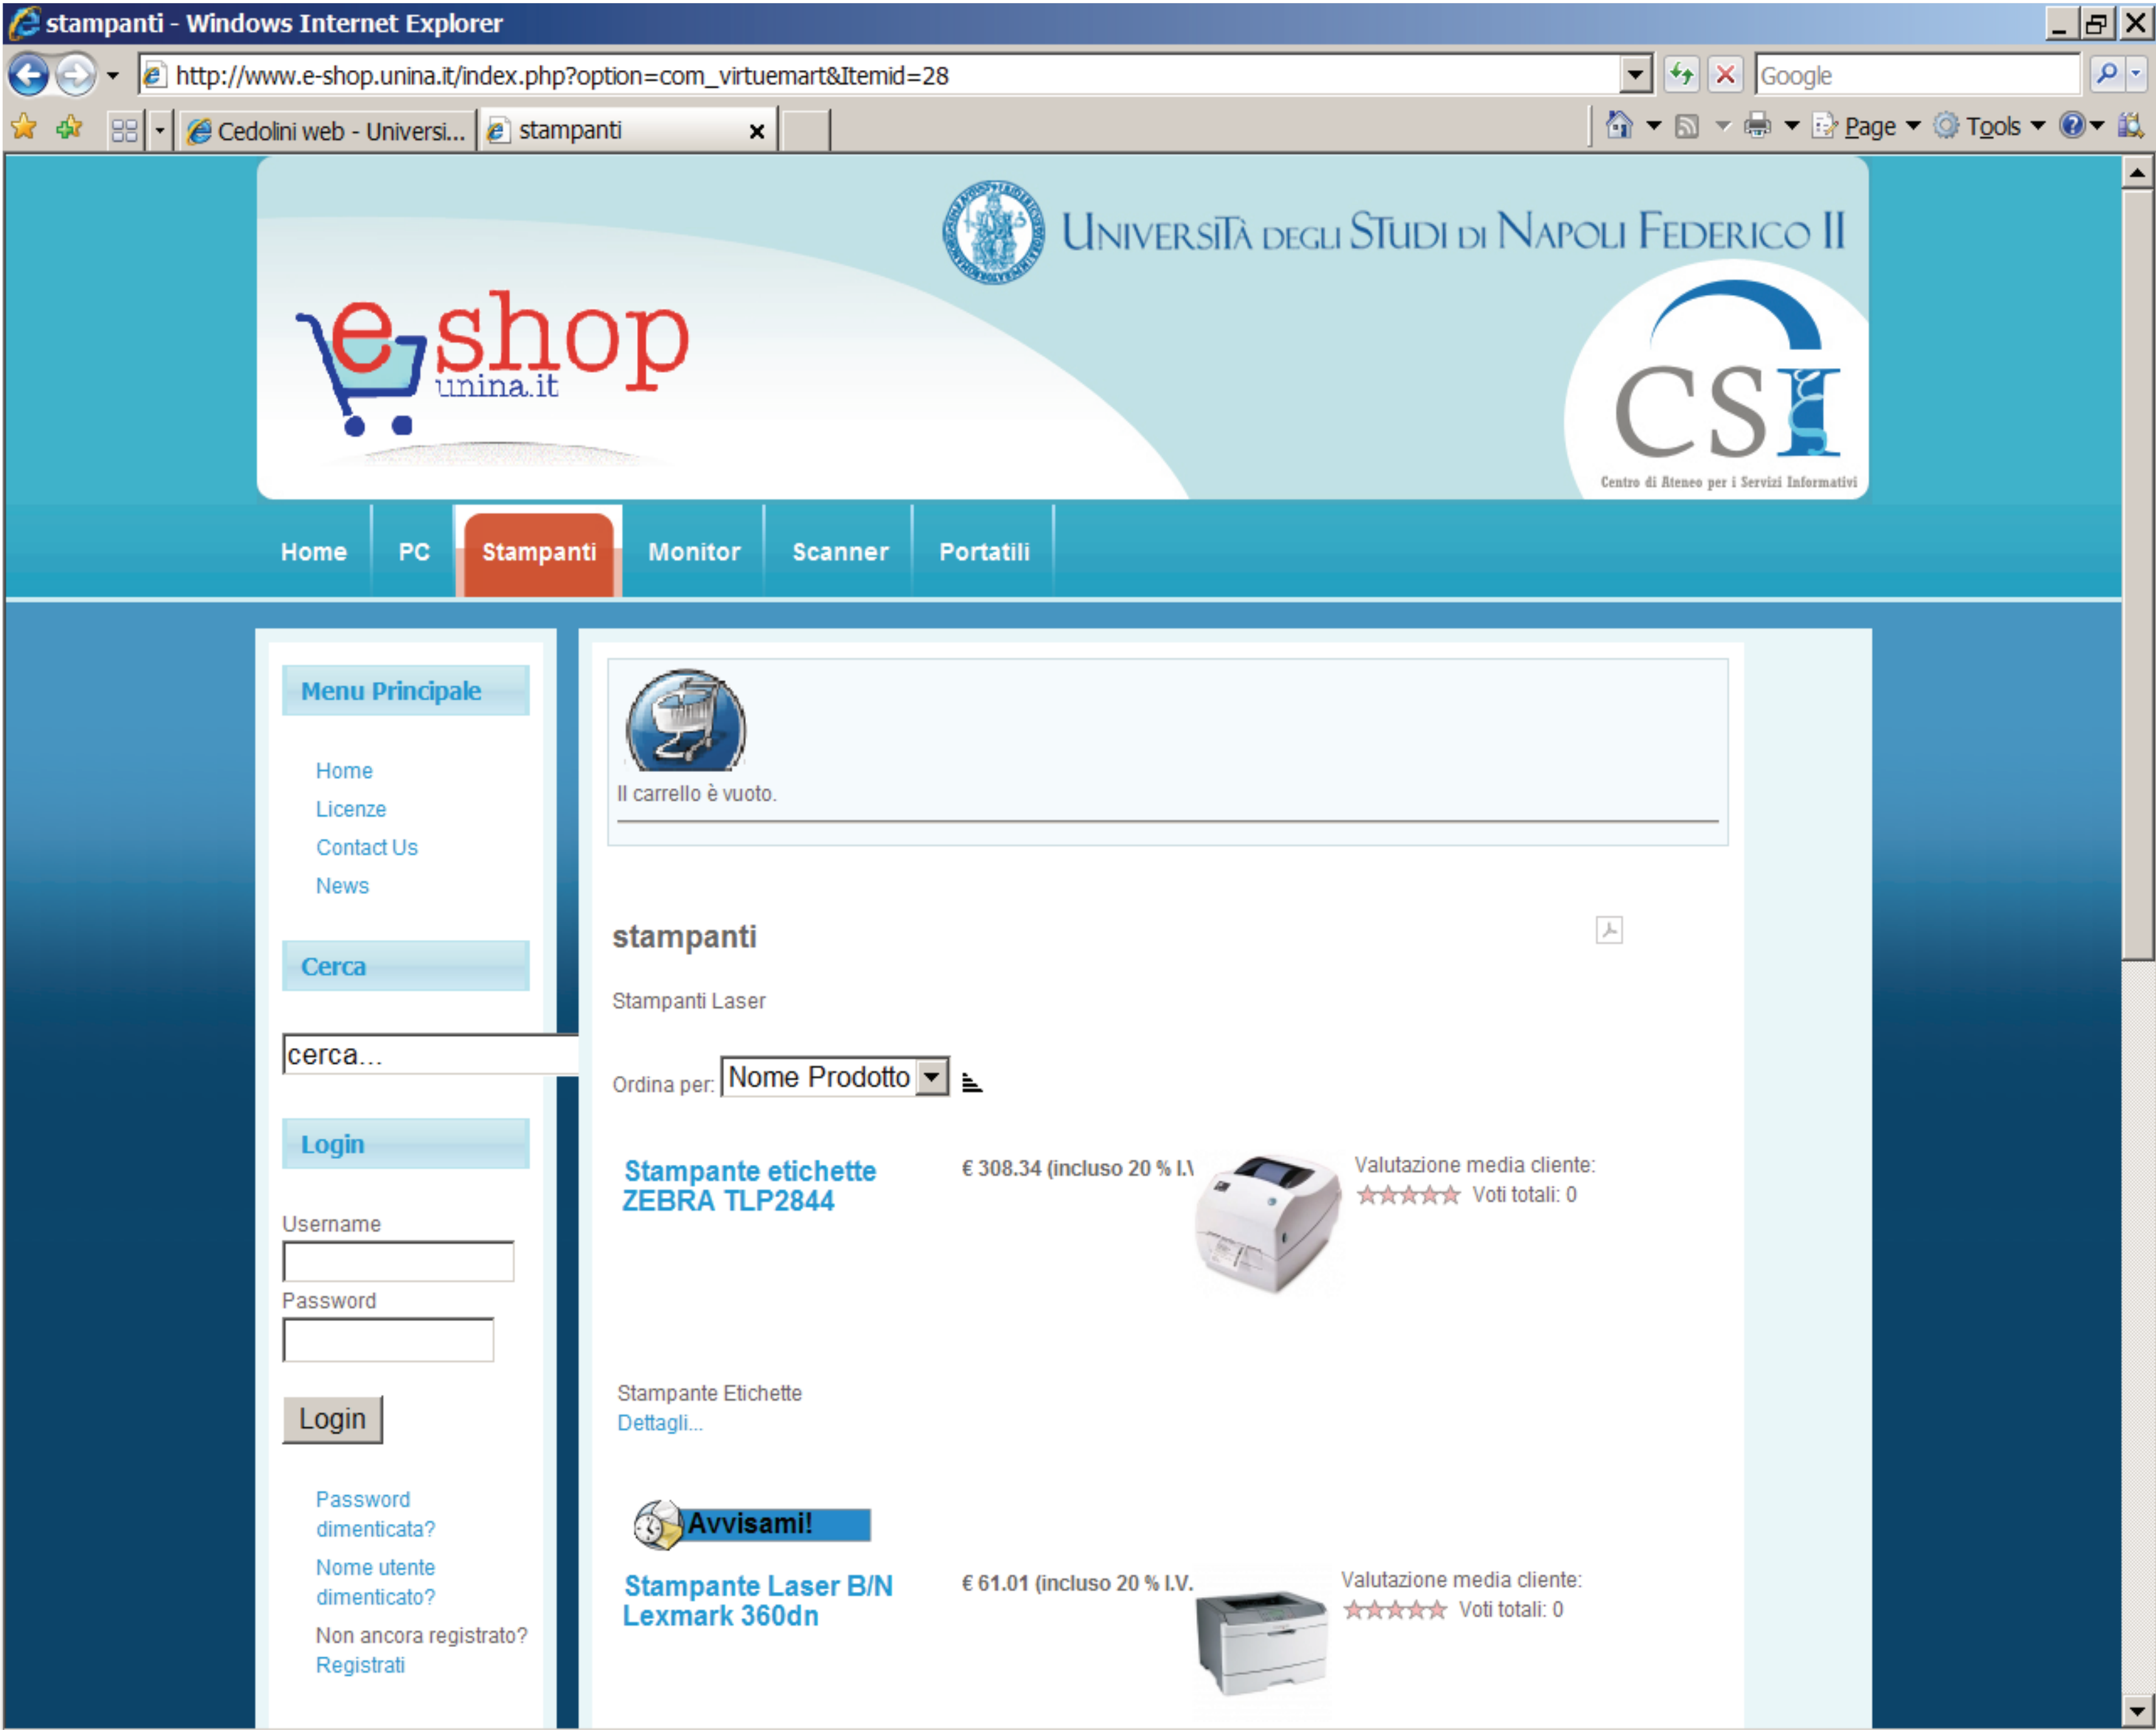 stampanti - Windows Internet Explorer
http://www.e-shop.unina.it/index.php?option=com_virtuemart&Itemid=28
Google
Cedolini web - Universi...
stampanti
Page
Tools
UNIVERSITÀ DEGLI STUDI DI NAPOLI FEDERICO II
e-shop
unina.it
CSI
Centro di Ateneo per i Servizi Informativi
Home
PC
Stampanti
Monitor
Scanner
Portatili
Menu Principale
Home
Licenze
Contact Us
News
Cerca
cerca...
Login
Username
Password
Login
Password
dimenticata?
Nome utente
dimenticato?
Non ancora registrato?
Registrati
Il carrello è vuoto.
stampanti
Stampanti Laser
Ordina per: Nome Prodotto
Stampante etichette
ZEBRA TLP2844
€ 308.34 (incluso 20 % I.
Valutazione media cliente:
Voti totali: 0
Stampante Etichette
Dettagli...
Avvisami!
Stampante Laser B/N
Lexmark 360dn
€ 61.01 (incluso 20 % I.V.
Valutazione media cliente:
Voti totali: 0